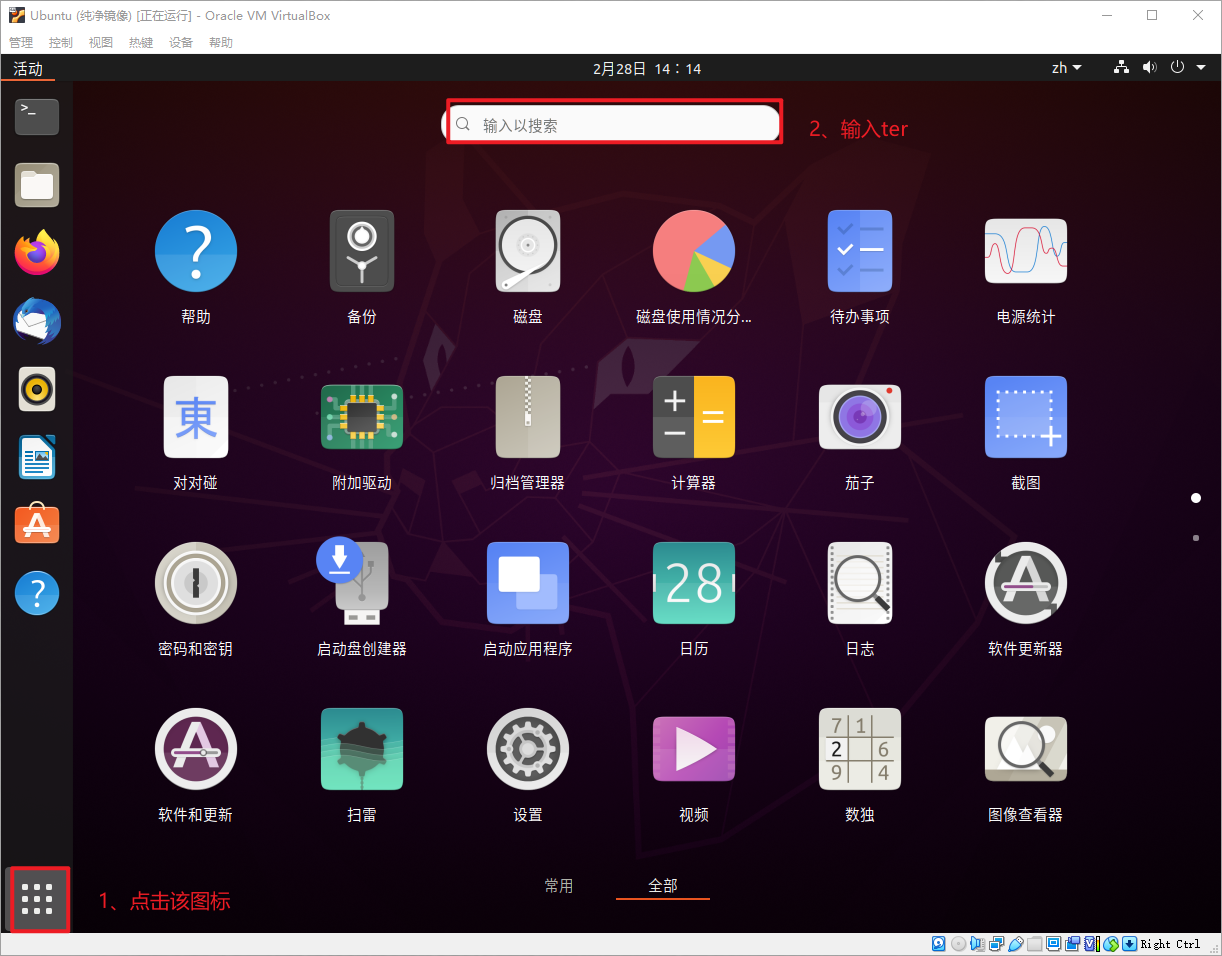 Ubuntu (纯净镜像) [正在运行] - Oracle VM VirtualBox
管理 控制 视图 热键 设备 帮助
活动 2月28日 14：14 zh
输入以搜索 2、输入ter
帮助 备份 磁盘 磁盘使用情况分... 待办事项 电源统计
東
对对碰 附加驱动 归档管理器 计算器 茄子 截图
28
密码和密钥 启动盘创建器 启动应用程序 日历 日志 软件更新器
7 1
2 6
9 4
软件和更新 扫雷 设置 视频 数独 图像查看器
常用 全部
1、点击该图标
Right Ctrl